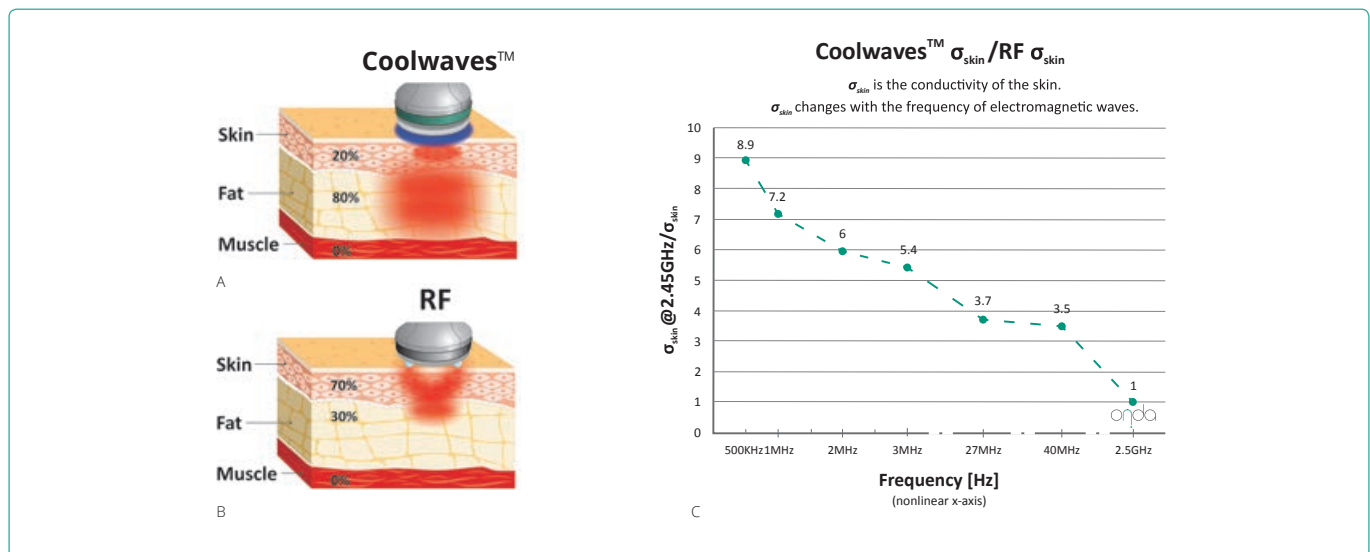 Coolwaves™
Skin
20%
Fat
80%
Muscle
0%
A
RF
Skin
70%
Fat
30%
Muscle
0%
B
Coolwaves™ σskin/RF σskin
σskin is the conductivity of the skin.
σskin changes with the frequency of electromagnetic waves.
σskin@2.45GHz/σskin
10
9
8
7
6
5
4
3
2
1
0
8.9
7.2
6
5.4
3.7
3.5
1
onda
500KHz 1MHz 2MHz 3MHz 27MHz 40MHz 2.5GHz
Frequency [Hz]
(nonlinear x-axis)
C